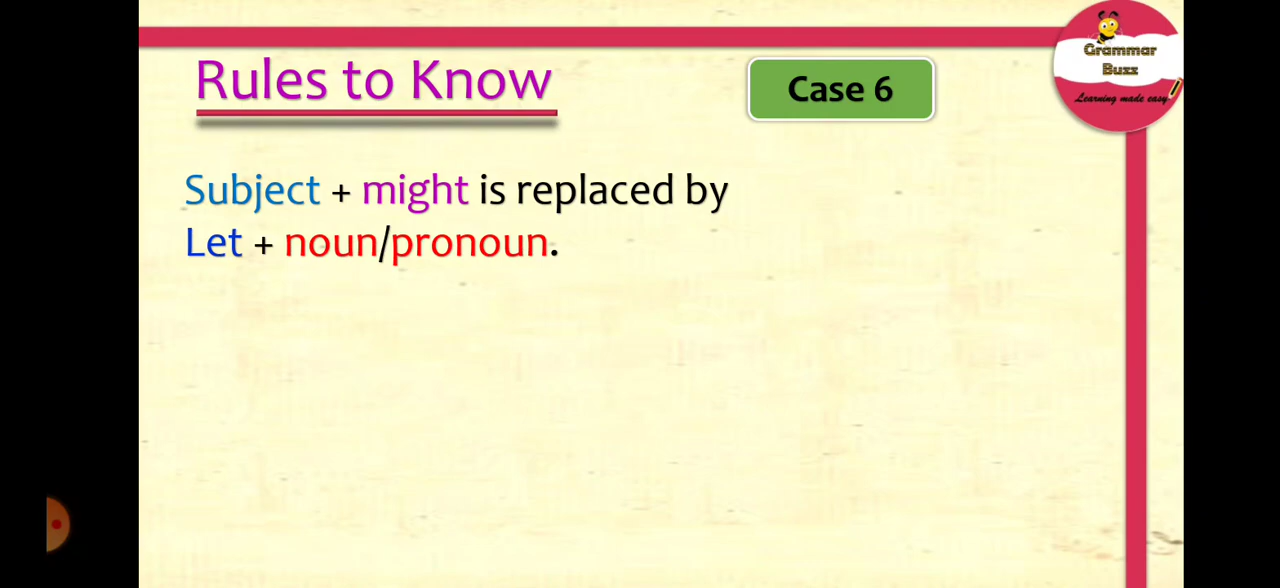 Rules to Know
Case 6
Grammar
Buzz
Learning made easy
Subject + might is replaced by
Let + noun/pronoun.